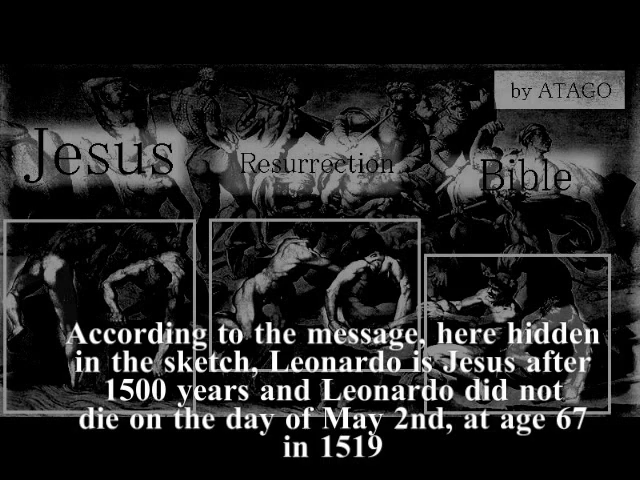 by ATAGO
Jesus
Resurrection
Bible
According to the message, here hidden
in the sketch, Leonardo is Jesus after
1500 years and Leonardo did not
die on the day of May 2nd, at age 67
in 1519